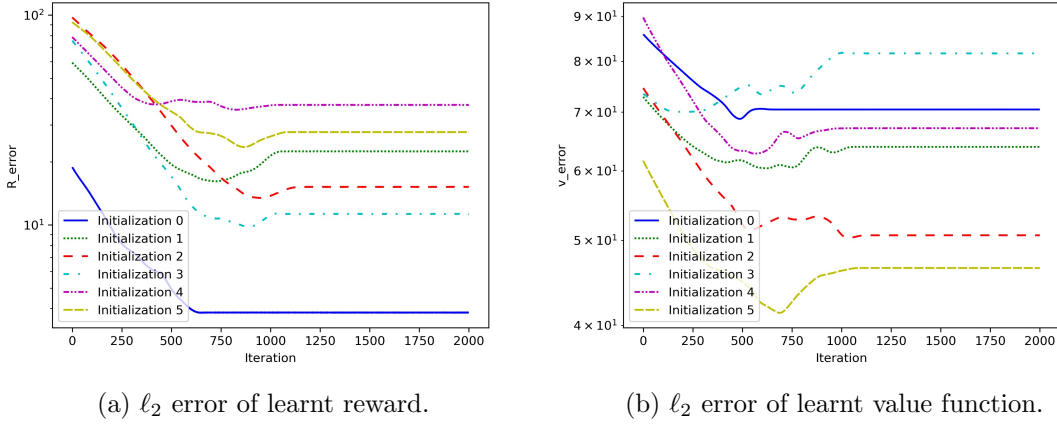 10²
10¹
R_error
Initialization 0
Initialization 1
Initialization 2
Initialization 3
Initialization 4
Initialization 5
0 250 500 750 1000 1250 1500 1750 2000
Iteration
(a) ℓ₂ error of learnt reward.
9 × 10¹
8 × 10¹
7 × 10¹
6 × 10¹
5 × 10¹
4 × 10¹
v_error
Initialization 0
Initialization 1
Initialization 2
Initialization 3
Initialization 4
Initialization 5
0 250 500 750 1000 1250 1500 1750 2000
Iteration
(b) ℓ₂ error of learnt value function.